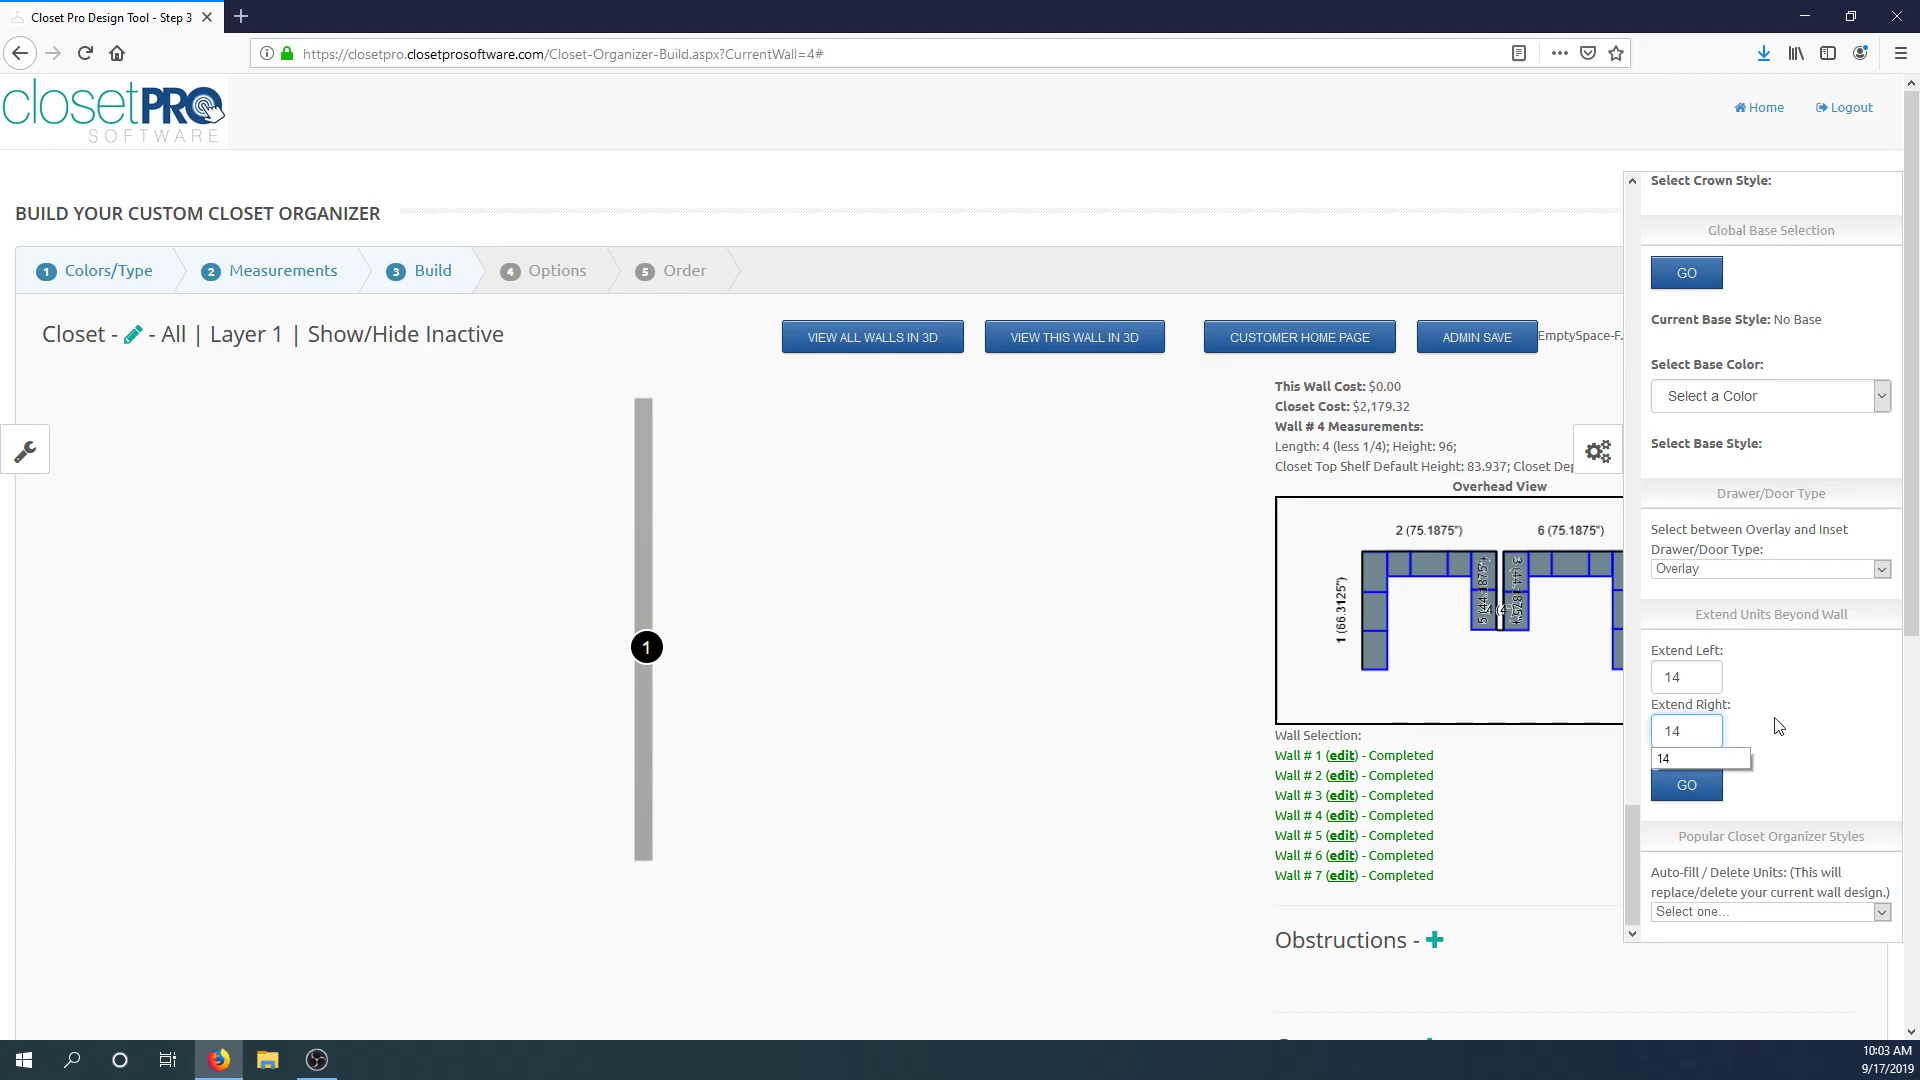 Closet Pro Design Tool - Step 3
https://closetpro.closetprosoftware.com/Closet-Organizer-Build.aspx?CurrentWall=4#
closetPRO
SOFTWARE
Home
Logout
BUILD YOUR CUSTOM CLOSET ORGANIZER
1 Colors/Type
2 Measurements
3 Build
4 Options
5 Order
Closet - - All | Layer 1 | Show/Hide Inactive
VIEW ALL WALLS IN 3D
VIEW THIS WALL IN 3D
CUSTOMER HOME PAGE
ADMIN SAVE
EmptySpace-F.
1
This Wall Cost: $0.00
Closet Cost: $2,179.32
Wall # 4 Measurements:
Length: 4 (less 1/4); Height: 96;
Closet Top Shelf Default Height: 83.937; Closet Dep
Overhead View
2 (75.1875")
6 (75.1875")
1 (66.3125")
5 (44.1875")
3 (44.1875")
Wall Selection:
Wall # 1 (edit) - Completed
Wall # 2 (edit) - Completed
Wall # 3 (edit) - Completed
Wall # 4 (edit) - Completed
Wall # 5 (edit) - Completed
Wall # 6 (edit) - Completed
Wall # 7 (edit) - Completed
Obstructions -
Select Crown Style:
Global Base Selection
GO
Current Base Style: No Base
Select Base Color:
Select a Color
Select Base Style:
Drawer/Door Type
Select between Overlay and Inset
Drawer/Door Type:
Overlay
Extend Units Beyond Wall
Extend Left:
14
Extend Right:
14
14
GO
Popular Closet Organizer Styles
Auto-fill / Delete Units: (This will
replace/delete your current wall design.)
Select one...
10:03 AM
9/17/2019